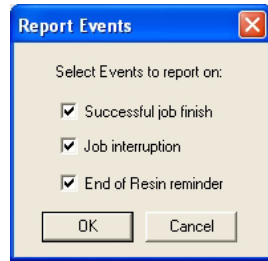 Report Events
Select Events to report on:
Successful job finish
Job interruption
End of Resin reminder
OK Cancel